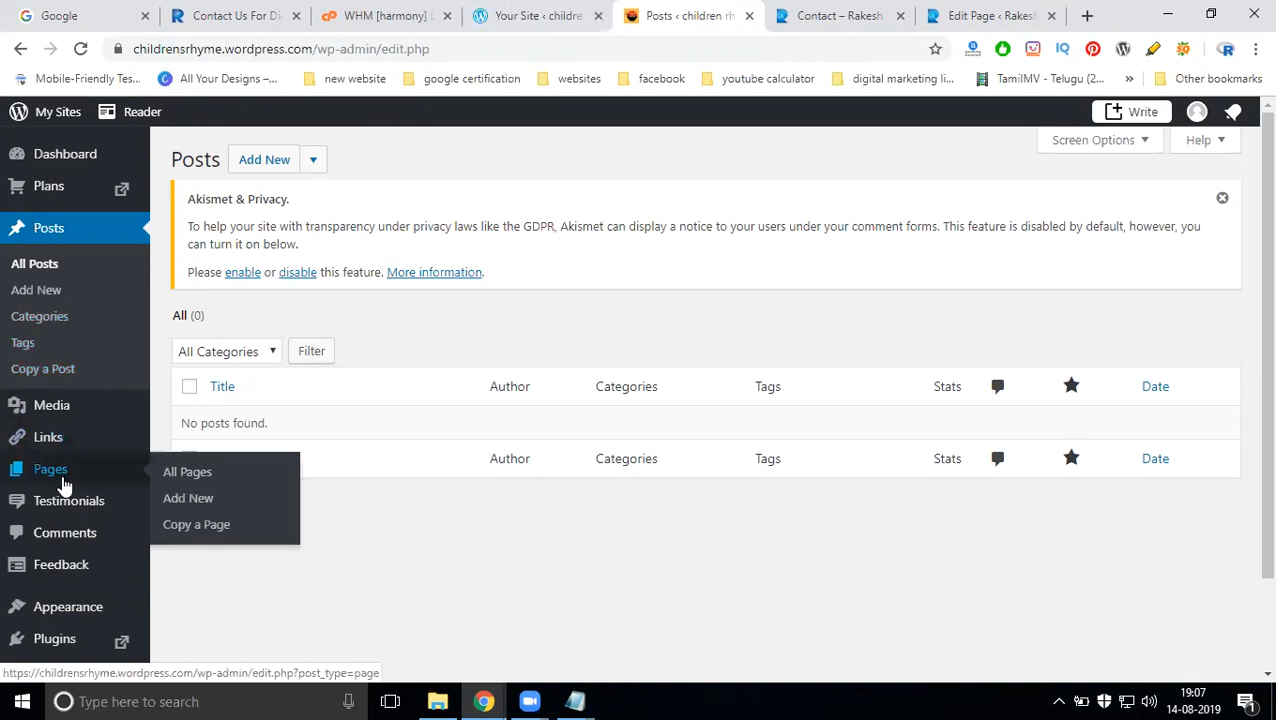 Google
Contact Us For Di
WHM [harmony] L
Your Site ‹ childre
Posts ‹ children rh
Contact – Rakesh
Edit Page ‹ Rakes
childrensrhyme.wordpress.com/wp-admin/edit.php
Mobile-Friendly Tes...
All Your Designs –...
new website
google certification
websites
facebook
youtube calculator
digital marketing li...
TamilMV - Telugu (2...
Other bookmarks
My Sites
Reader
Write
Dashboard
Plans
Posts
All Posts
Add New
Categories
Tags
Copy a Post
Media
Links
Pages
Testimonials
Comments
Feedback
Appearance
Plugins
All Pages
Add New
Copy a Page
Screen Options
Help
Posts
Add New
Akismet & Privacy.
To help your site with transparency under privacy laws like the GDPR, Akismet can display a notice to your users under your comment forms. This feature is disabled by default, however, you
can turn it on below.
Please enable or disable this feature. More information.
All (0)
All Categories
Filter
Title Author Categories Tags Stats Date
No posts found.
Author Categories Tags Stats Date
https://childrensrhyme.wordpress.com/wp-admin/edit.php?post_type=page
Type here to search
19:07
14-08-2019